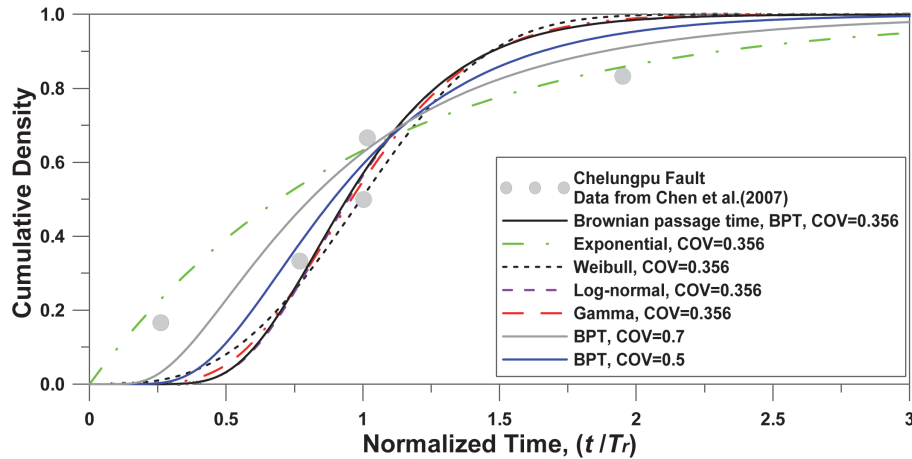 1.0
0.8
0.6
0.4
0.2
0.0
Cumulative Density
0
0.5
1
1.5
2
2.5
3
Normalized Time, (t /Tr)
Chelungpu Fault
Data from Chen et al.(2007)
Brownian passage time, BPT, COV=0.356
Exponential, COV=0.356
Weibull, COV=0.356
Log-normal, COV=0.356
Gamma, COV=0.356
BPT, COV=0.7
BPT, COV=0.5